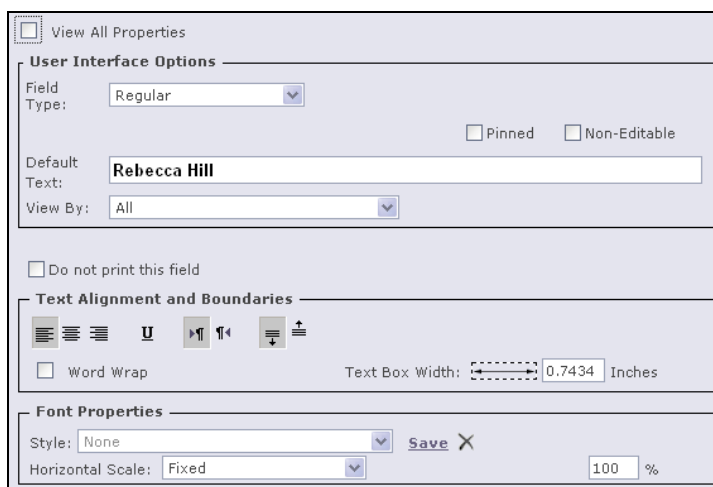 View All Properties
User Interface Options
Field Type:
Regular
Pinned Non-Editable
Default Text:
Rebecca Hill
View By: All
Do not print this field
Text Alignment and Boundaries
U
Word Wrap Text Box Width: 0.7434 Inches
Font Properties
Style: None Save
Horizontal Scale: Fixed 100 %